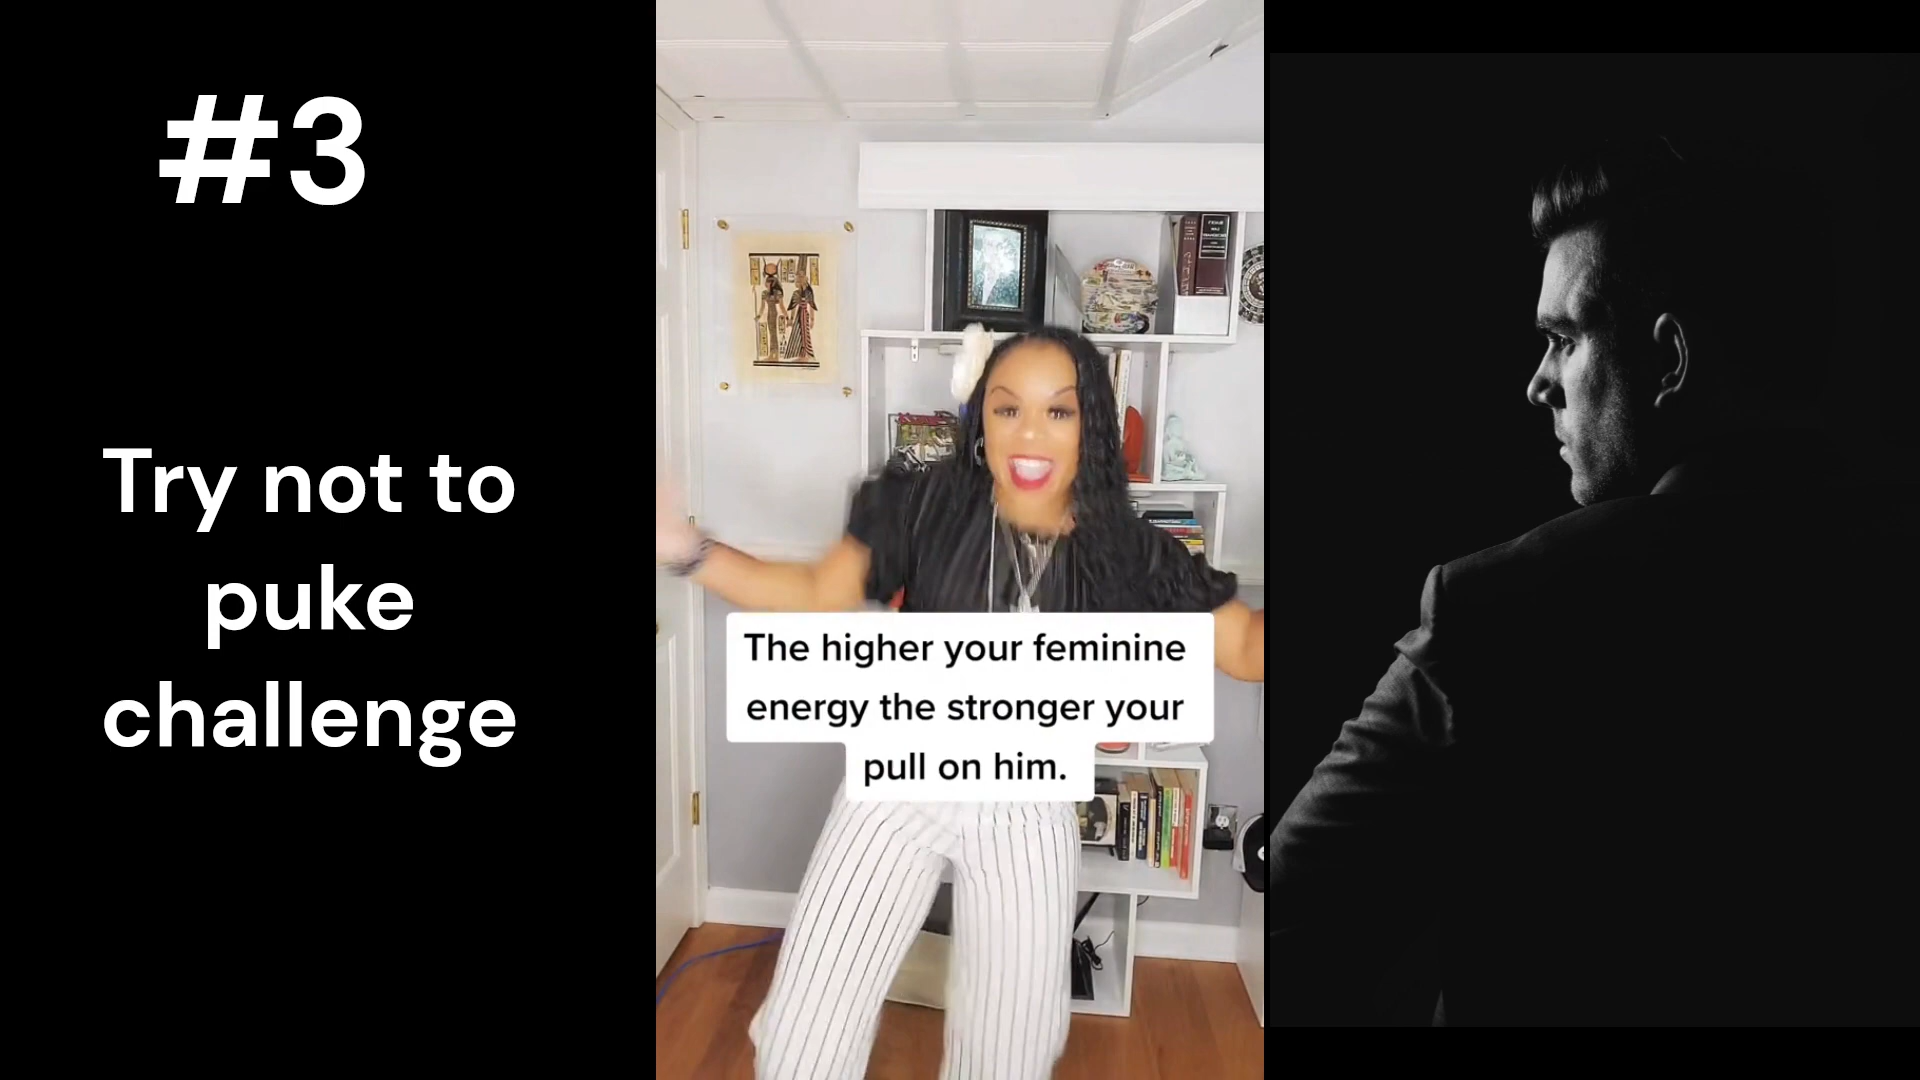 #3
Try not to
puke
challenge
The higher your feminine
energy the stronger your
pull on him.